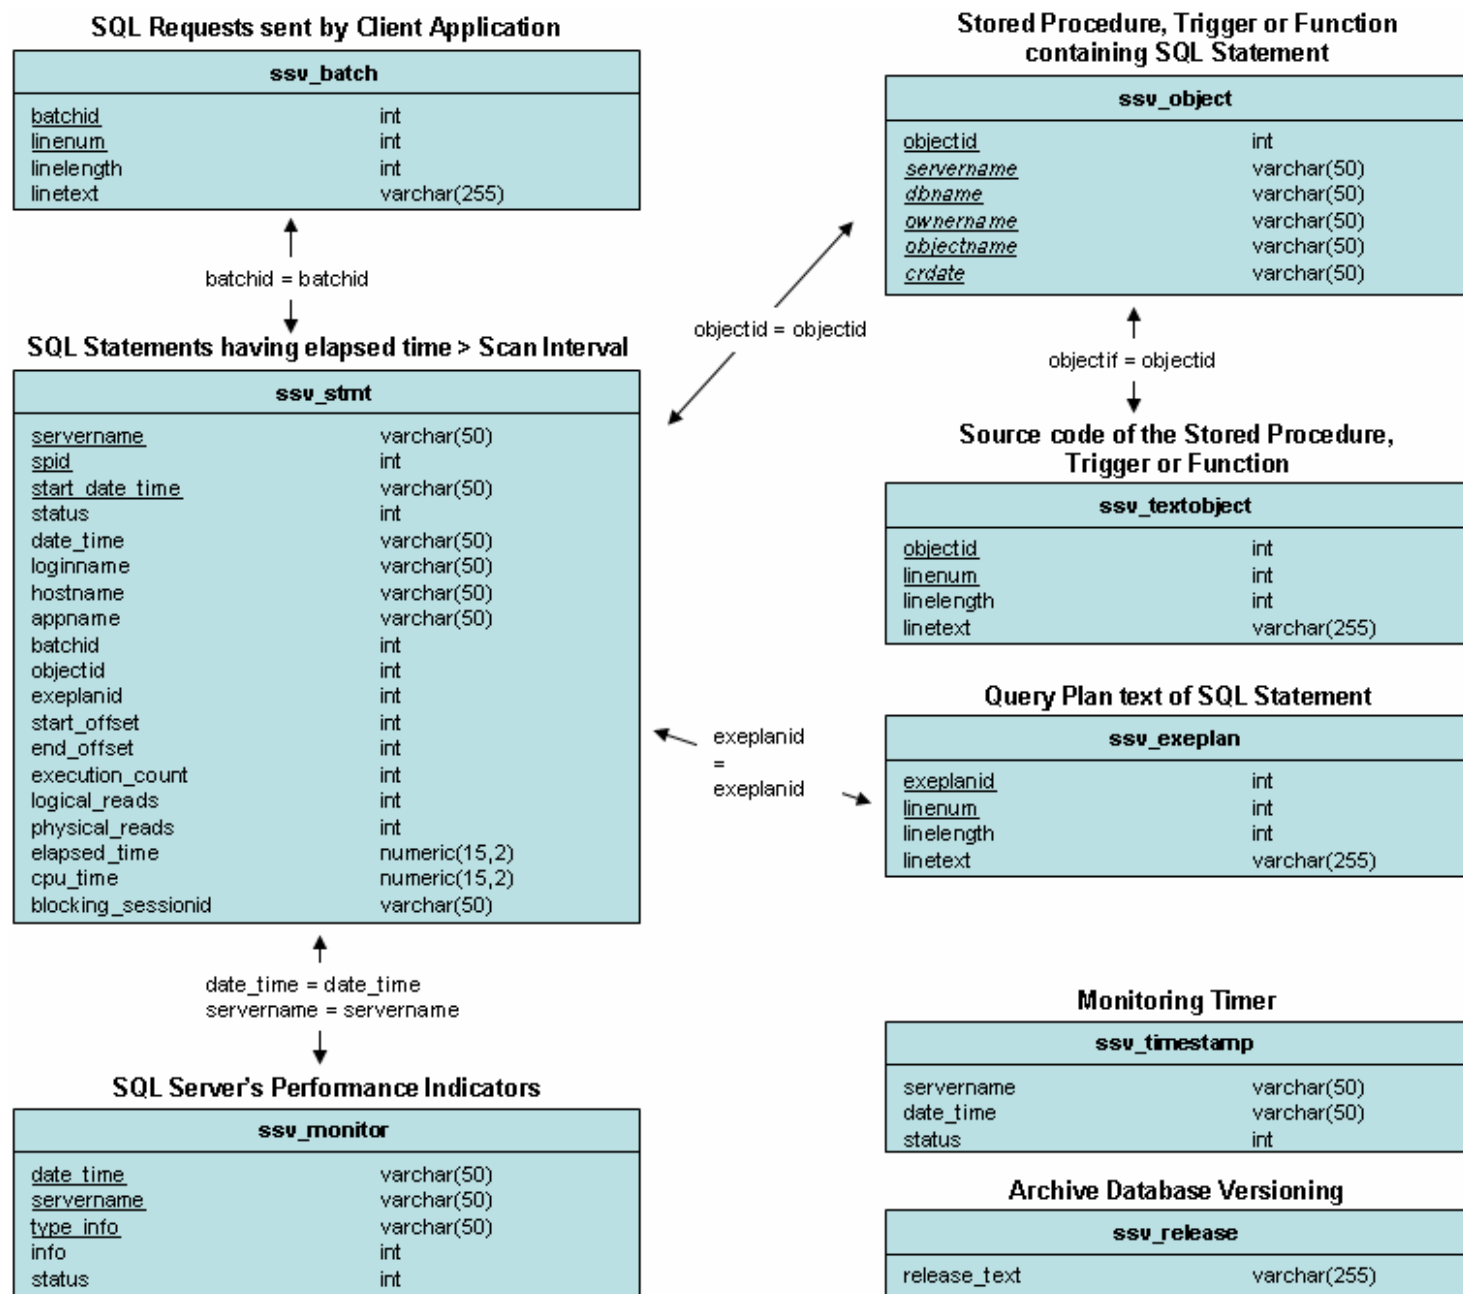 SQL Requests sent by Client Application
ssv_batch
batchid int
linenum int
linelength int
linetext varchar(255)
batchid = batchid
SQL Statements having elapsed time > Scan Interval
ssv_stmt
servername varchar(50)
spid int
start_date_time varchar(50)
status int
date_time varchar(50)
loginname varchar(50)
hostname varchar(50)
appname varchar(50)
batchid int
objectid int
exeplanid int
start_offset int
end_offset int
execution_count int
logical_reads int
physical_reads int
elapsed_time numeric(15,2)
cpu_time numeric(15,2)
blocking_sessionid varchar(50)
date_time = date_time
servername = servername
SQL Server's Performance Indicators
ssv_monitor
date_time varchar(50)
servername varchar(50)
type_info varchar(50)
info int
status int
objectid = objectid
exeplanid
=
exeplanid
Stored Procedure, Trigger or Function
containing SQL Statement
ssv_object
objectid int
servername varchar(50)
dbname varchar(50)
ownername varchar(50)
objectname varchar(50)
crdate varchar(50)
objectif = objectid
Source code of the Stored Procedure,
Trigger or Function
ssv_textobject
objectid int
linenum int
linelength int
linetext varchar(255)
Query Plan text of SQL Statement
ssv_exeplan
exeplanid int
linenum int
linelength int
linetext varchar(255)
Monitoring Timer
ssv_timestamp
servername varchar(50)
date_time varchar(50)
status int
Archive Database Versioning
ssv_release
release_text varchar(255)